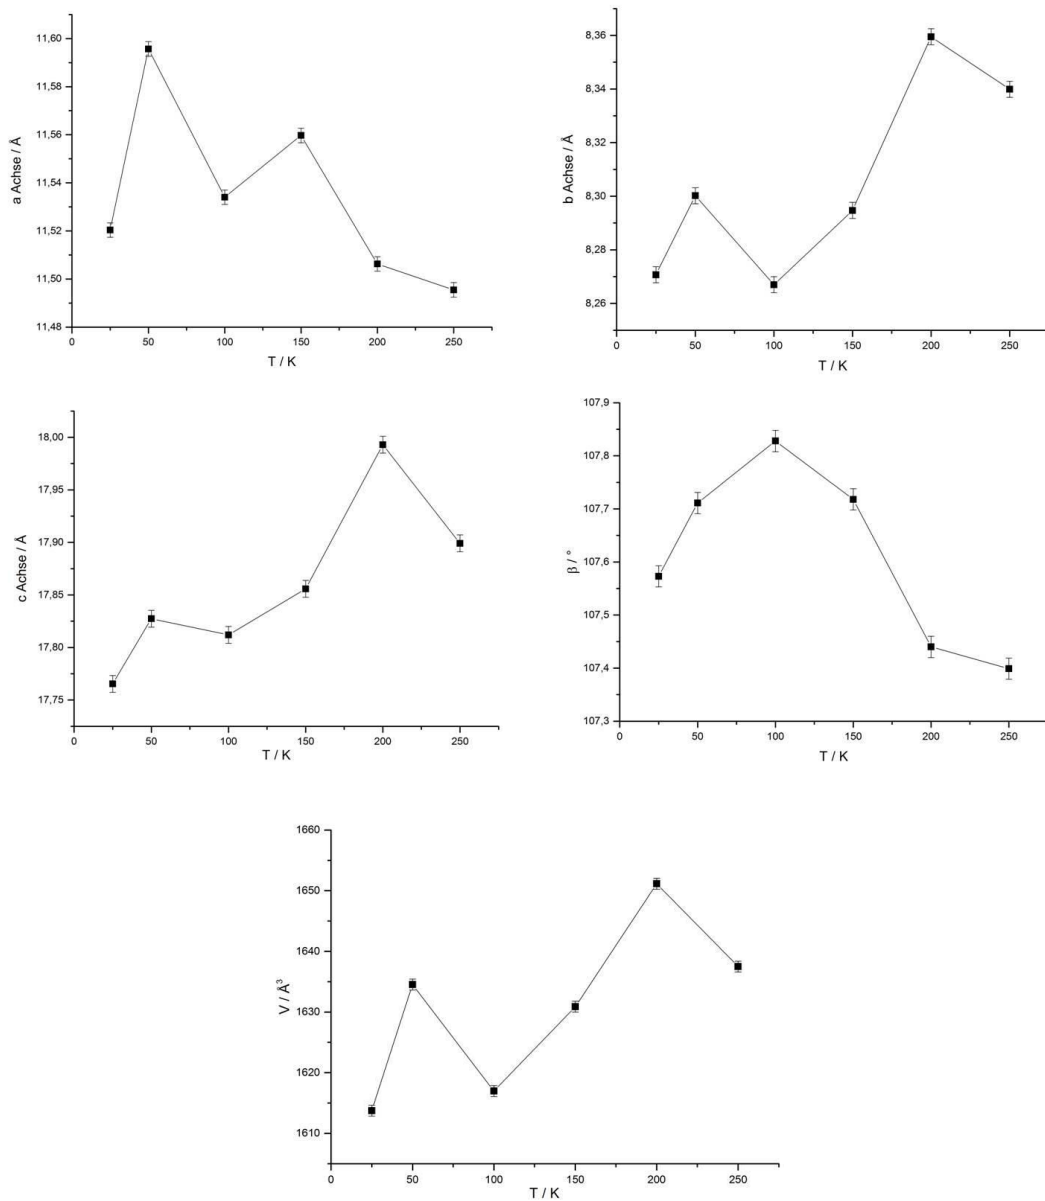 11,60
11,58
11,56
11,54
11,52
11,50
11,48
a Achse / Å
0 50 100 150 200 250
T / K
8,36
8,34
8,32
8,30
8,28
8,26
b Achse / Å
0 50 100 150 200 250
T / K
18,00
17,95
17,90
17,85
17,80
17,75
c Achse / Å
0 50 100 150 200 250
T / K
107,9
107,8
107,7
107,6
107,5
107,4
107,3
β / °
0 50 100 150 200 250
T / K
1660
1650
1640
1630
1620
1610
V / Å³
0 50 100 150 200 250
T / K